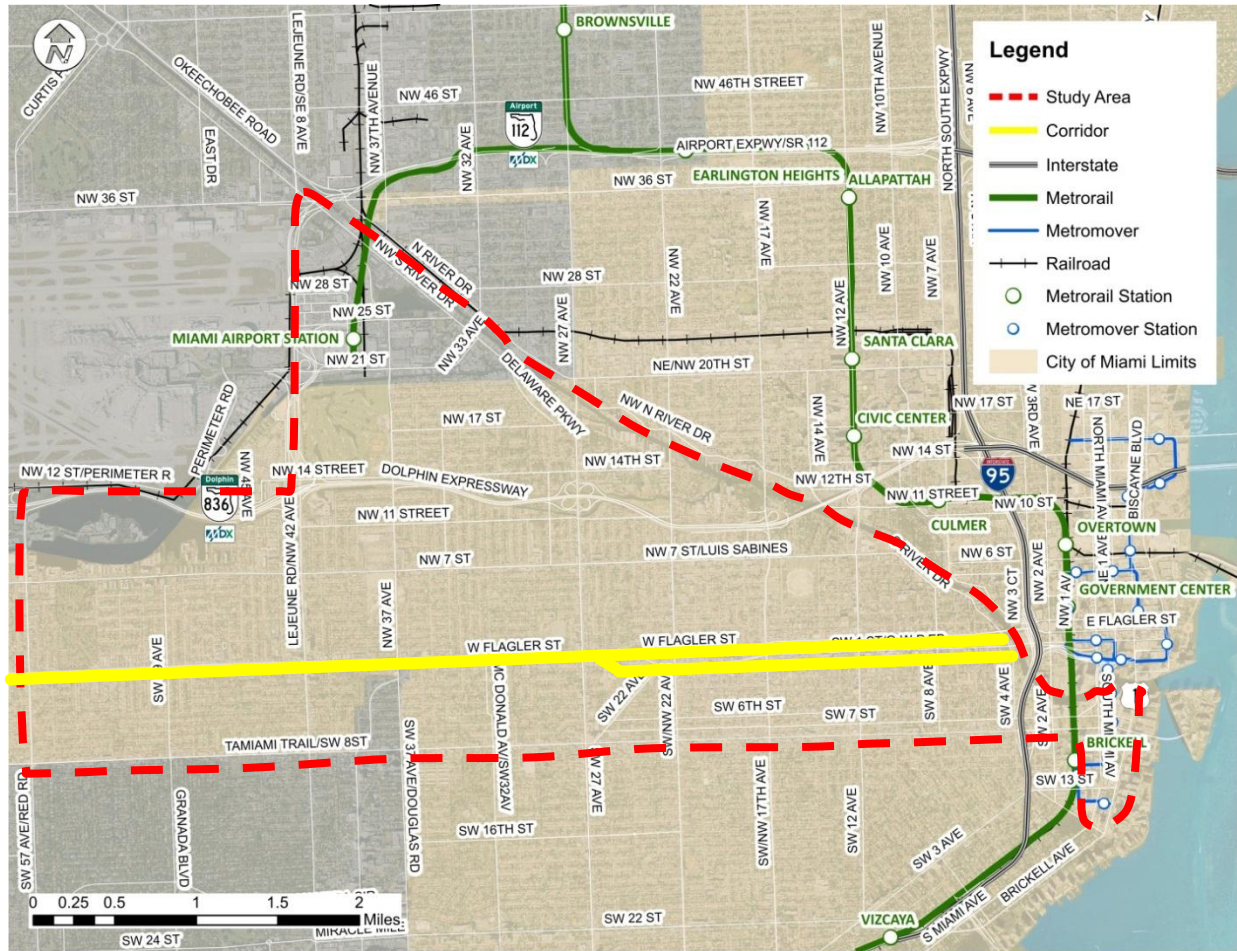 BROWNSVILLE
CURTIS P
OKEECHOBEE ROAD
LEJEUNE RD/SE 8 AVE
NW 37TH AVENUE
NW 46 ST
NW 46TH STREET
NW 10TH AVENUE
NORTH SOUTH EXPWY
NW 6
Airport
112
MDX
EAST DR
NW 32 AVE
AIRPORT EXPWY/SR 112
EARLINGTON HEIGHTS
ALLAPATTAH
NW 36 ST
NW 36 ST
Legend
Study Area
Corridor
Interstate
Metrorail
Metromover
Railroad
Metrorail Station
Metromover Station
City of Miami Limits
N RIVER DR
NW S RIVER DR
NW 28 ST
NW 28 ST
NW 22 AVE
NW 17 AVE
NW 10 AVE
NW 7 AVE
NW 25 ST
MIAMI AIRPORT STATION
NW 21 ST
NW 33 AVE
NW 27 AVE
NW 12 AVE
SANTA CLARA
NE/NW 20TH ST
DELAWARE PKWY
NW 17 ST
NW N RIVER DR
NW 14 AVE
CIVIC CENTER
NW 17 ST
W 3RD AVE
NE 17 ST
NORTH MIAMI AV
BISCAYNE BLVD
PERIMETER RD
NW 12 ST/PERIMETER R
NW 45 AVE
Dolphin
836
MDX
NW 14 STREET
DOLPHIN EXPRESSWAY
NW 14TH ST
NW 14 ST
NW 12TH ST
95
NW 11 STREET
NW 11 STREET
NW 10 ST
CULMER
OVERTOWN
LEJEUNE RD/NW 42 AVE
NW 7 ST
NW 7 ST/LUIS SABINES
RIVER DR
NW 6 ST
NW 2 AVE
NW 1 AV
NE 1 AVE
NW 3 CT
GOVERNMENT CENTER
E FLAGLER ST
NW 37 AVE
W FLAGLER ST
W FLAGLER ST
SW 22 AVE
SW/NW 22 AV
SW 8 AVE
SW 4 AVE
SW 2 AVE
SOUTH MIAMI AV
SW 6TH ST
SW 7 ST
TAMIAMI TRAIL/SW 8ST
MC DONALD AV/SW32AV
SW 27 AVE
BRICKELL
SW 13 ST
SW 57 AVE/RED RD
GRANADA BLVD
SW 37 AVE/DOUGLAS RD
SW 16TH ST
SW/NW 17TH AVE
SW 12 AVE
SW 3 AVE
BRICKELL AVE
S MIAMI AVE
VIZCAYA
SW 22 ST
0 0.25 0.5 1 1.5 2
Miles
MIRACLE MILE
SW 24 ST